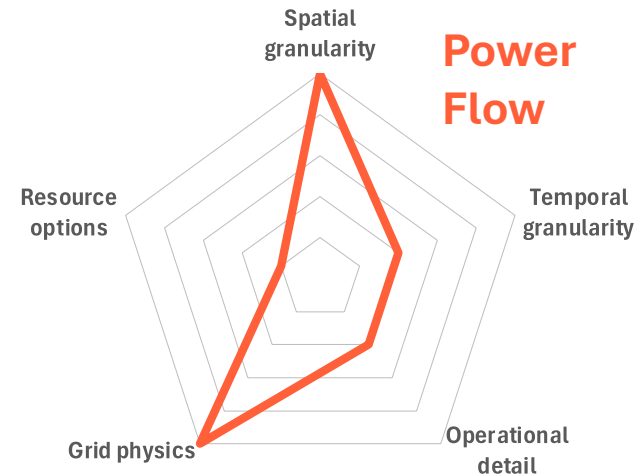 Spatial
granularity
Power
Flow
Resource
options
Temporal
granularity
Grid physics
Operational
detail